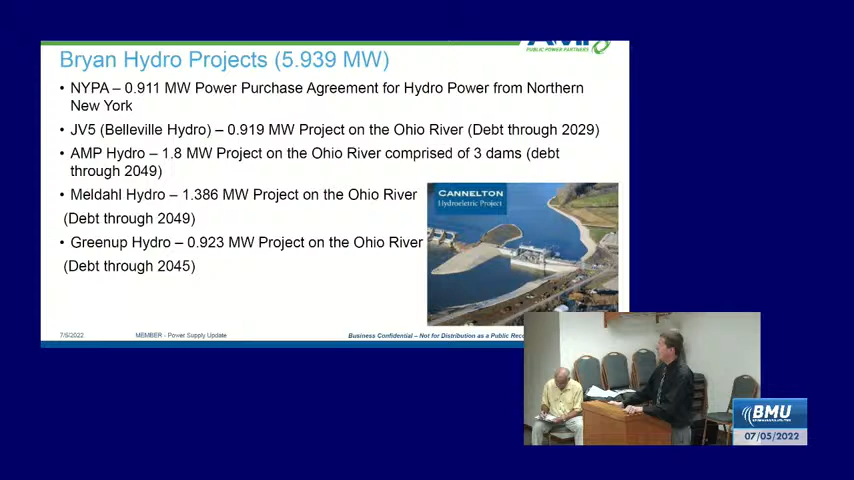 AMP
PUBLIC POWER PARTNERS
Bryan Hydro Projects (5.939 MW)
• NYPA – 0.911 MW Power Purchase Agreement for Hydro Power from Northern
New York
• JV5 (Belleville Hydro) – 0.919 MW Project on the Ohio River (Debt through 2029)
• AMP Hydro – 1.8 MW Project on the Ohio River comprised of 3 dams (debt
through 2049)
• Meldahl Hydro – 1.386 MW Project on the Ohio River
(Debt through 2049)
• Greenup Hydro – 0.923 MW Project on the Ohio River
(Debt through 2045)
CANNELTON
Hydroelectric Project
7/5/2022
MEMBER - Power Supply Update
Business Confidential – Not for Distribution as a Public Reco
BMU
07/05/2022